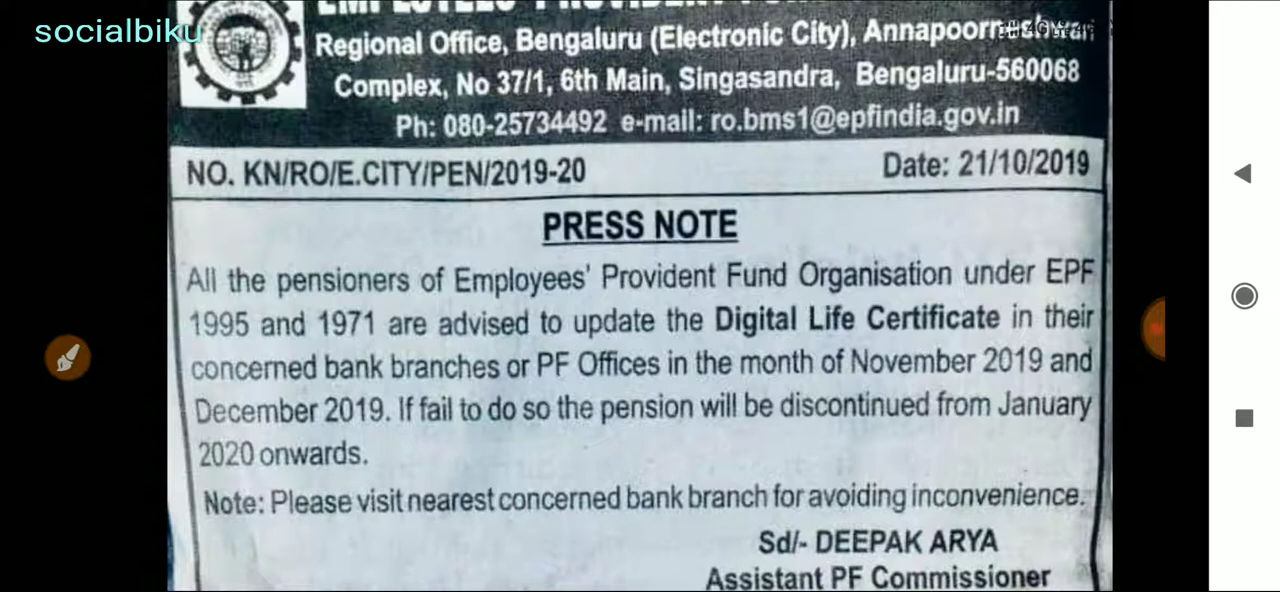 socialbiku
EMPLOYEES' PROVIDENT
Regional Office, Bengaluru (Electronic City),
Complex, No 37/1, 6th Main, Singasandra, Bengaluru-560068
Ph: 080-25734492 e-mail: ro.bms1@epfindia.gov.in
NO. KN/RO/E.CITY/PEN/2019-20 Date: 21/10/2019
PRESS NOTE
All the pensioners of Employees' Provident Fund Organisation under EPF
1995 and 1971 are advised to update the Digital Life Certificate in their
concerned bank branches or PF Offices in the month of November 2019 and
December 2019. If fail to do so the pension will be discontinued from January
2020 onwards.
Note: Please visit nearest concerned bank branch for avoiding inconvenience.
Sd/- DEEPAK ARYA
Assistant PF Commissioner